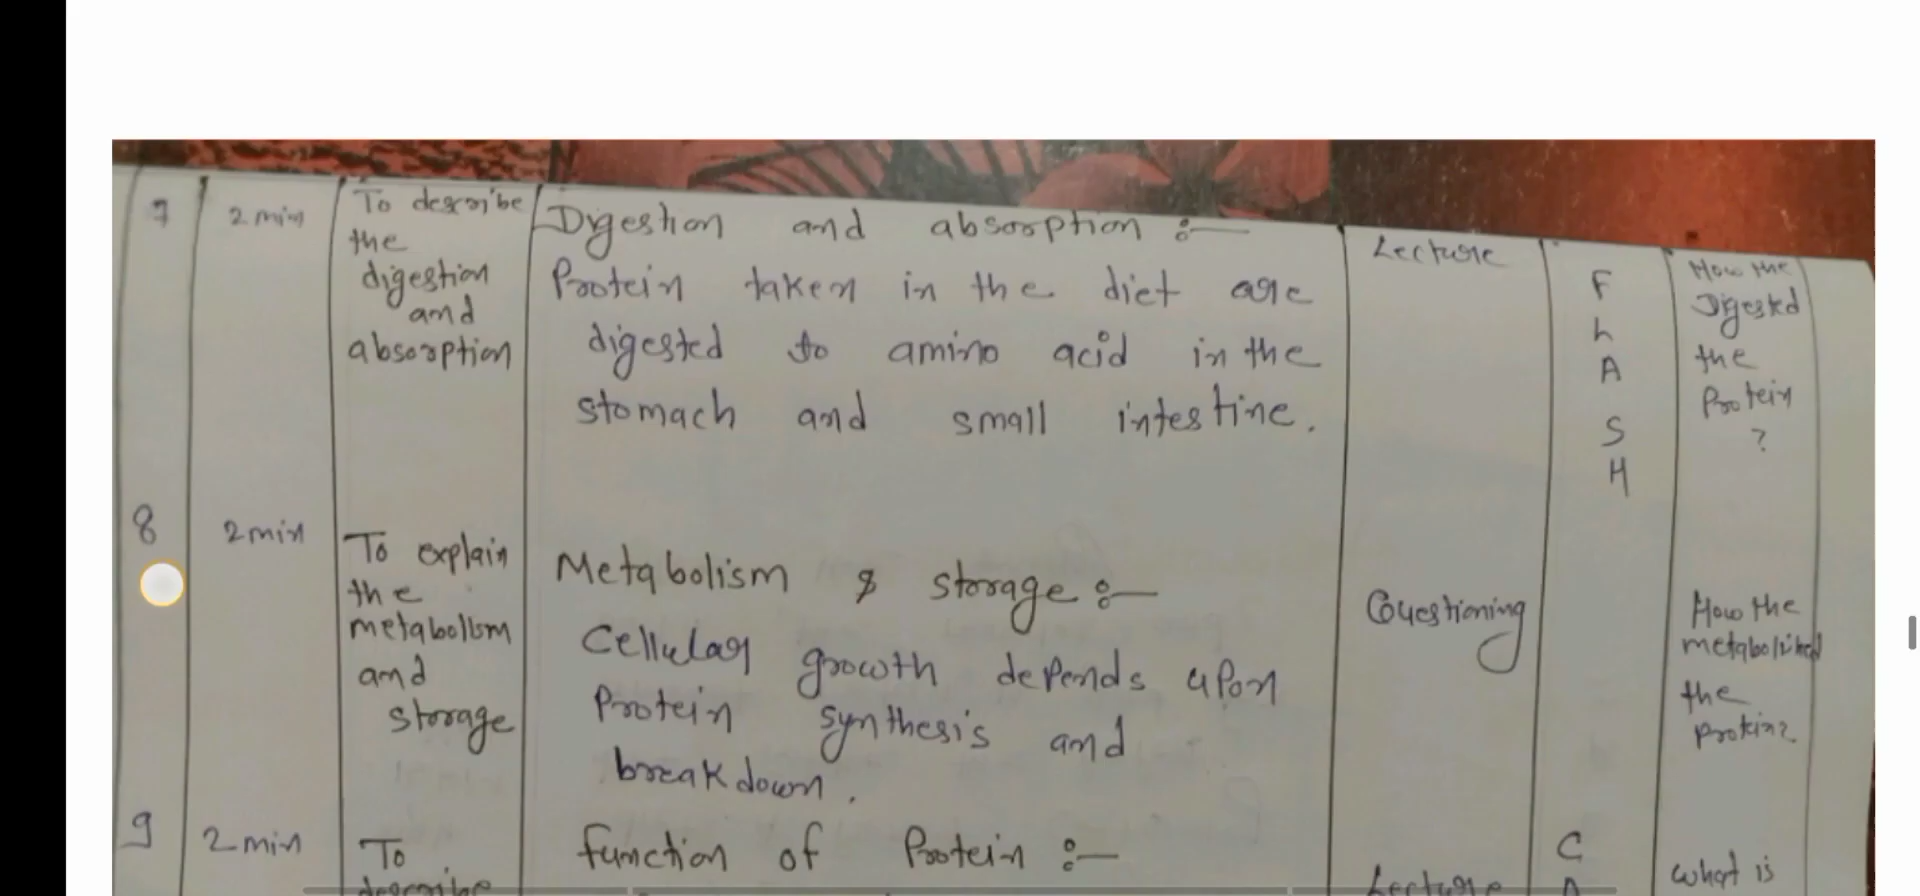 7
2 min
To describe
the
digestion
and
absorption
Digestion and absorption :-
Protein taken in the diet are
digested to amino acid in the
stomach and small intestine.
Lecture
F
L
A
S
H
How the
Digested
the
Protein
?
8
2 min
To explain
the
metabolism
and
storage
Metabolism & storage :-
Cellular growth depends upon
Protein synthesis and
breakdown.
Questioning
How the
the
protein?
9
2 min
To
describe
function of Protein :-
Lecture
C
A
what is